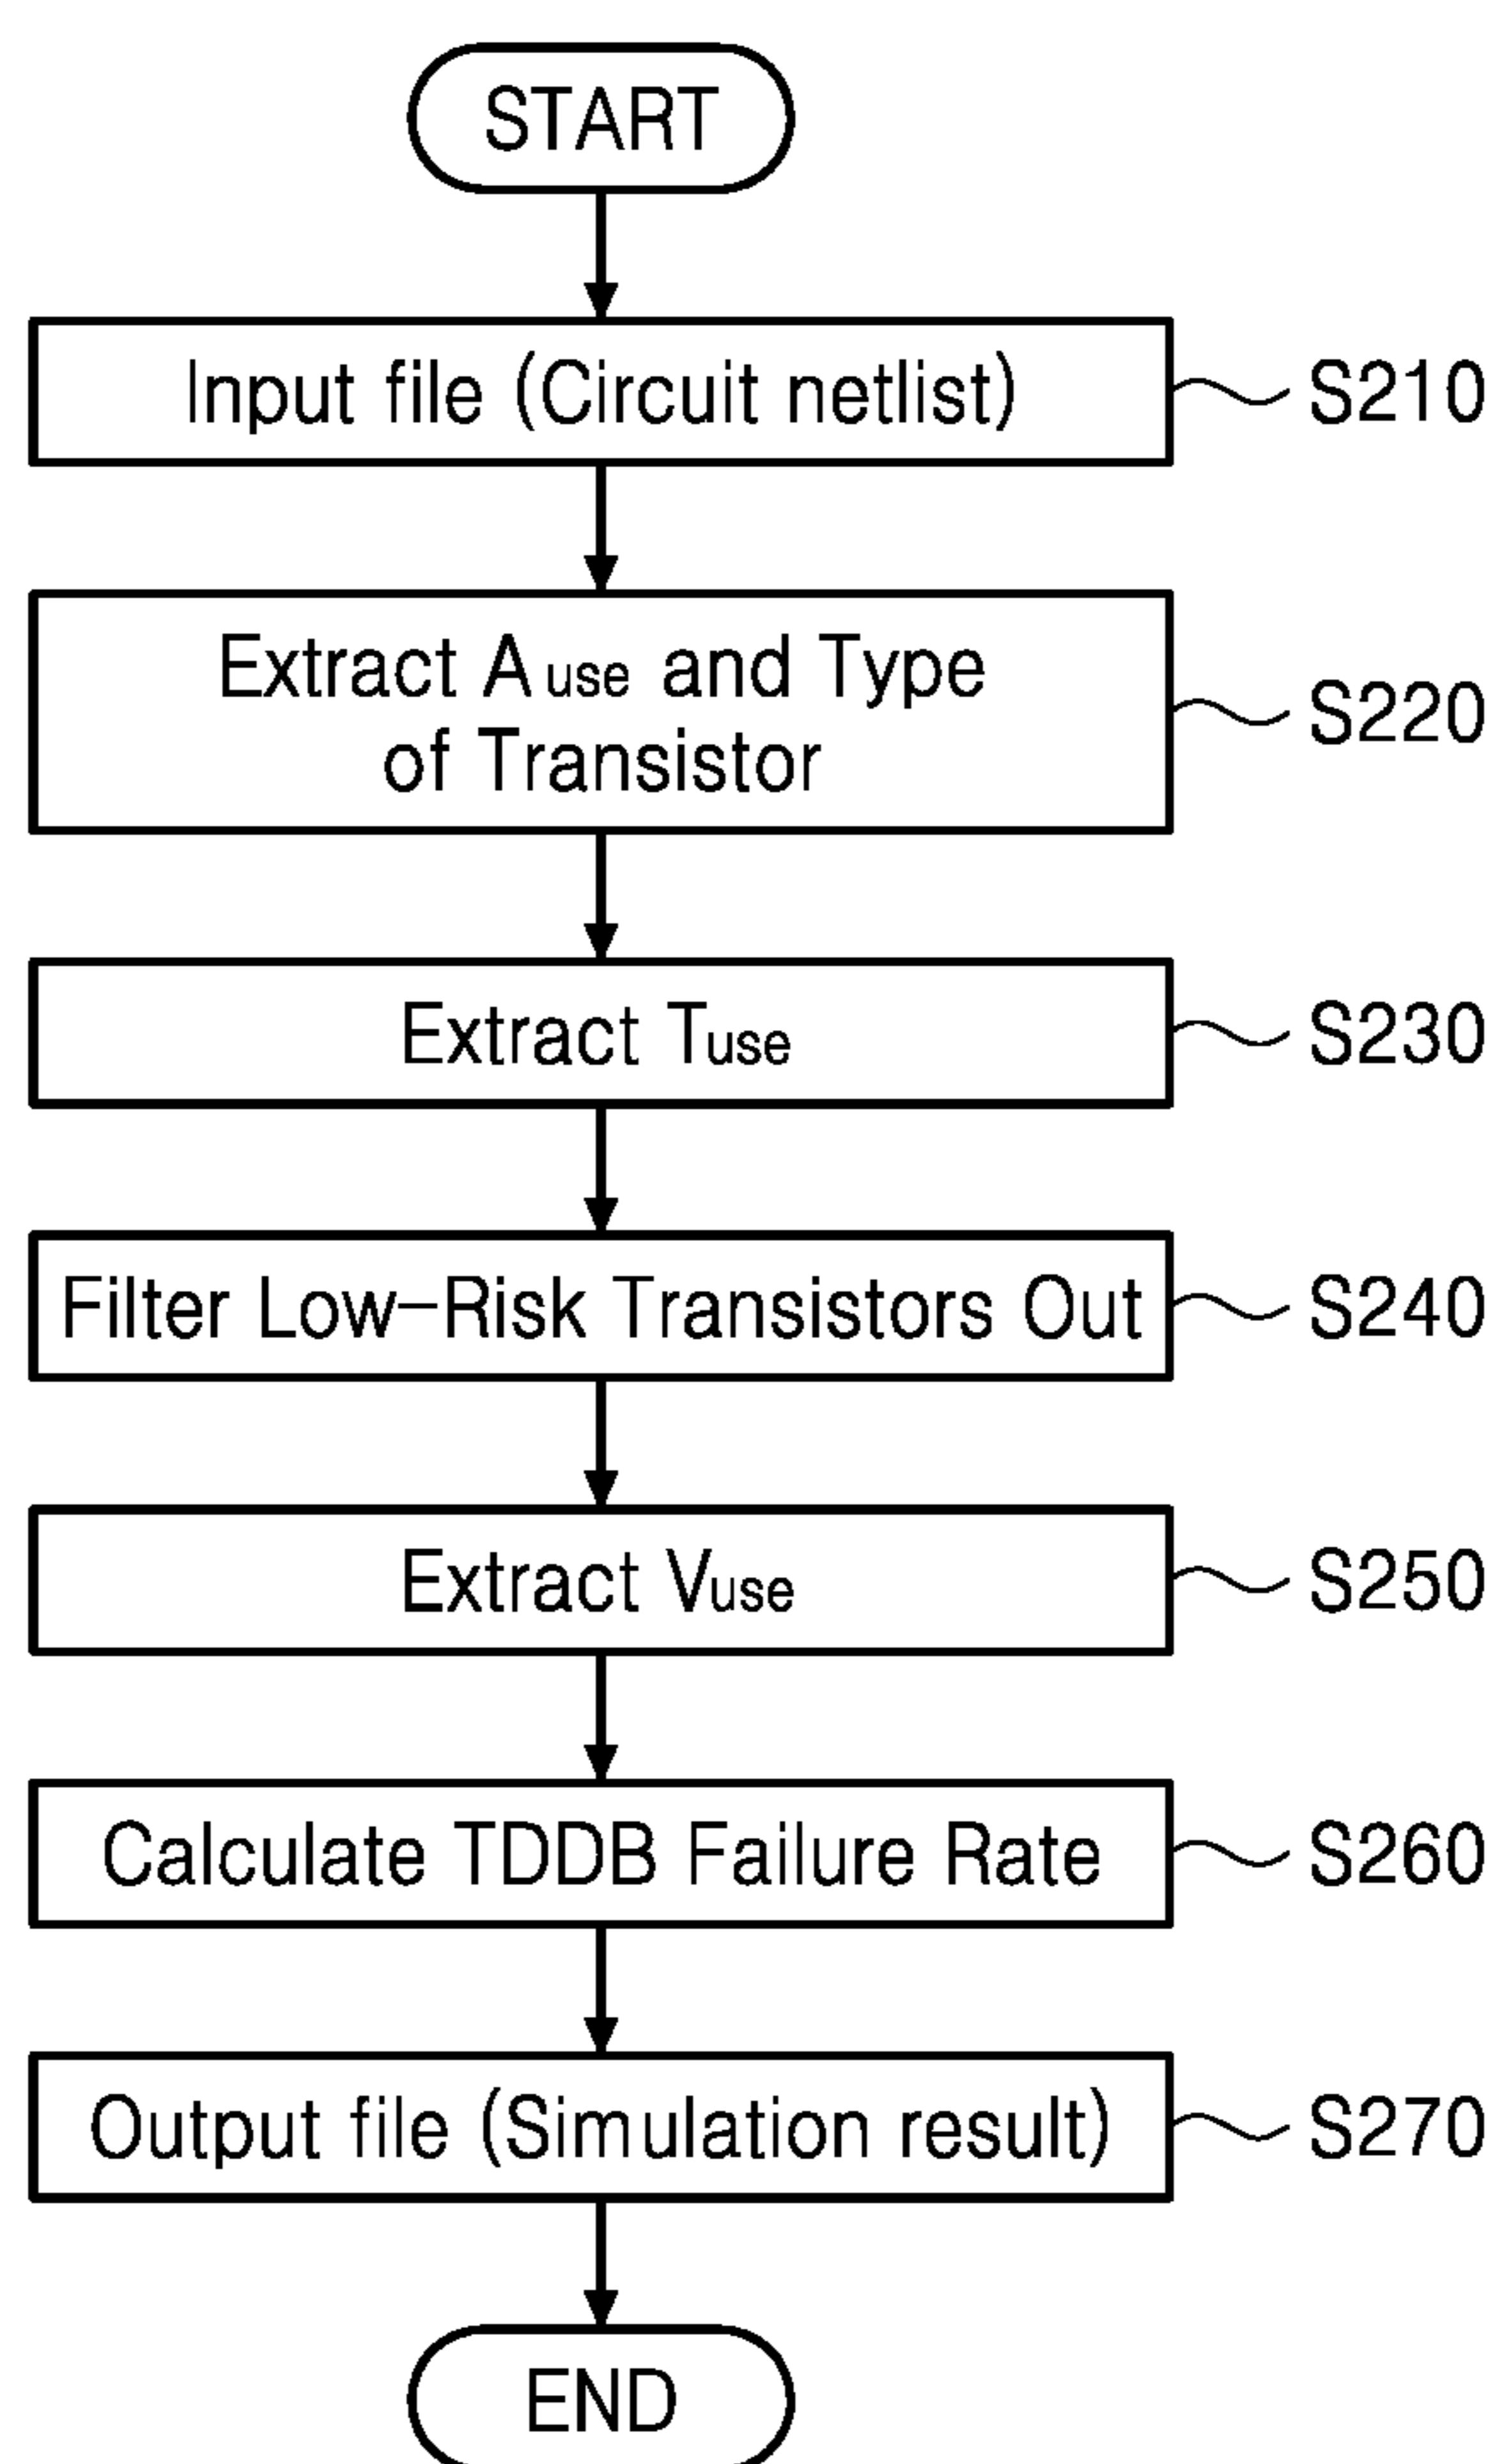 START
Input file (Circuit netlist)
S210
Extract Ause and Type
of Transistor
S220
Extract Tuse
S230
Filter Low-Risk Transistors Out
S240
Extract Vuse
S250
Calculate TDDB Failure Rate
S260
Output file (Simulation result)
S270
END